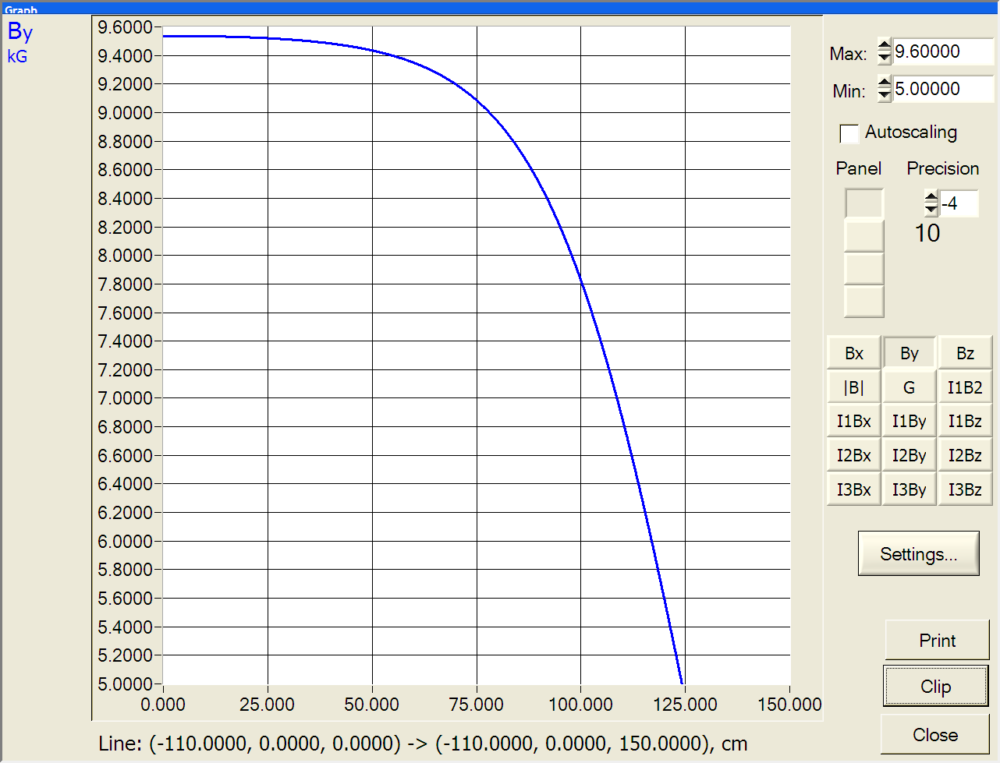 Graph
By
kG
9.6000
9.4000
9.2000
9.0000
8.8000
8.6000
8.4000
8.2000
8.0000
7.8000
7.6000
7.4000
7.2000
7.0000
6.8000
6.6000
6.4000
6.2000
6.0000
5.8000
5.6000
5.4000
5.2000
5.0000
0.000 25.000 50.000 75.000 100.000 125.000 150.000
Line: (-110.0000, 0.0000, 0.0000) -> (-110.0000, 0.0000, 150.0000), cm
Max: 9.60000
Min: 5.00000
Autoscaling
Panel Precision
-4
10
Bx By Bz
|B| G I1B2
I1Bx I1By I1Bz
I2Bx I2By I2Bz
I3Bx I3By I3Bz
Settings...
Print
Clip
Close